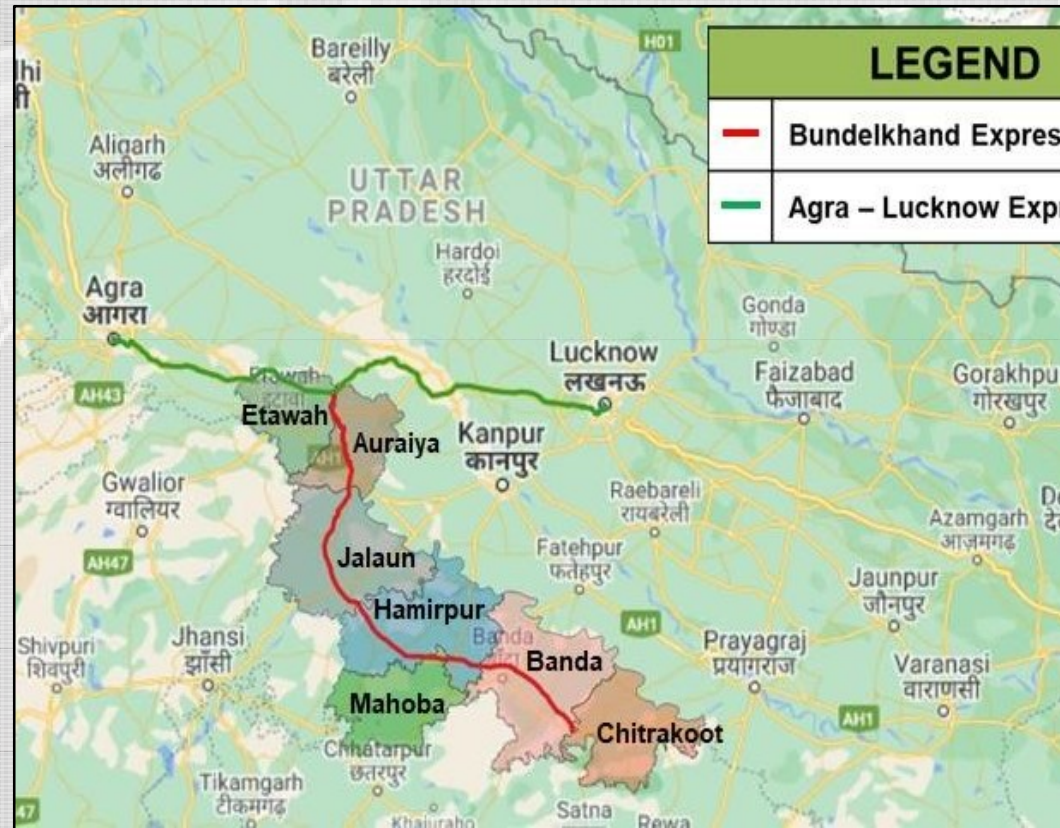 LEGEND
Bundelkhand Expres
Agra – Lucknow Exp
H01
Bareilly
बरेली
Aligarh
अलीगढ़
UTTAR
PRADESH
Hardoi
हरदोई
Agra
आगरा
Gonda
गोण्डा
Lucknow
लखनऊ
Faizabad
फैजाबाद
Gorakhpu
गोरखपुर
AH43
Etawah
Auraiya
Kanpur
कानपुर
Gwalior
ग्वालियर
Raebareli
रायबरेली
Azamgarh
आज़मगढ़
AH47
Jalaun
Fatehpur
फतेहपुर
Jaunpur
जौनपुर
Hamirpur
AH1
Shivpuri
शिवपुरी
Jhansi
झाँसी
Banda
Banda
Prayagraj
प्रयागराज
Varanasi
वाराणसी
Mahoba
Chitrakoot
AH1
Chhatarpur
छतरपुर
Tikamgarh
टीकमगढ़
47
Khajuraho
Satna
Rewa